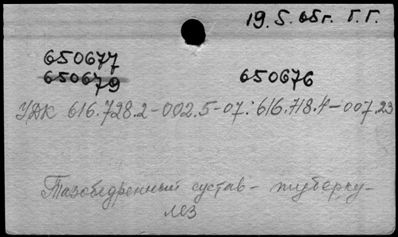 19.5.65г. Г.Г.
650677
650679 650676
УДК 616.728.2-002.5-07:616.718.4-007.23
Тазобедренный сустав - туберку-
лез